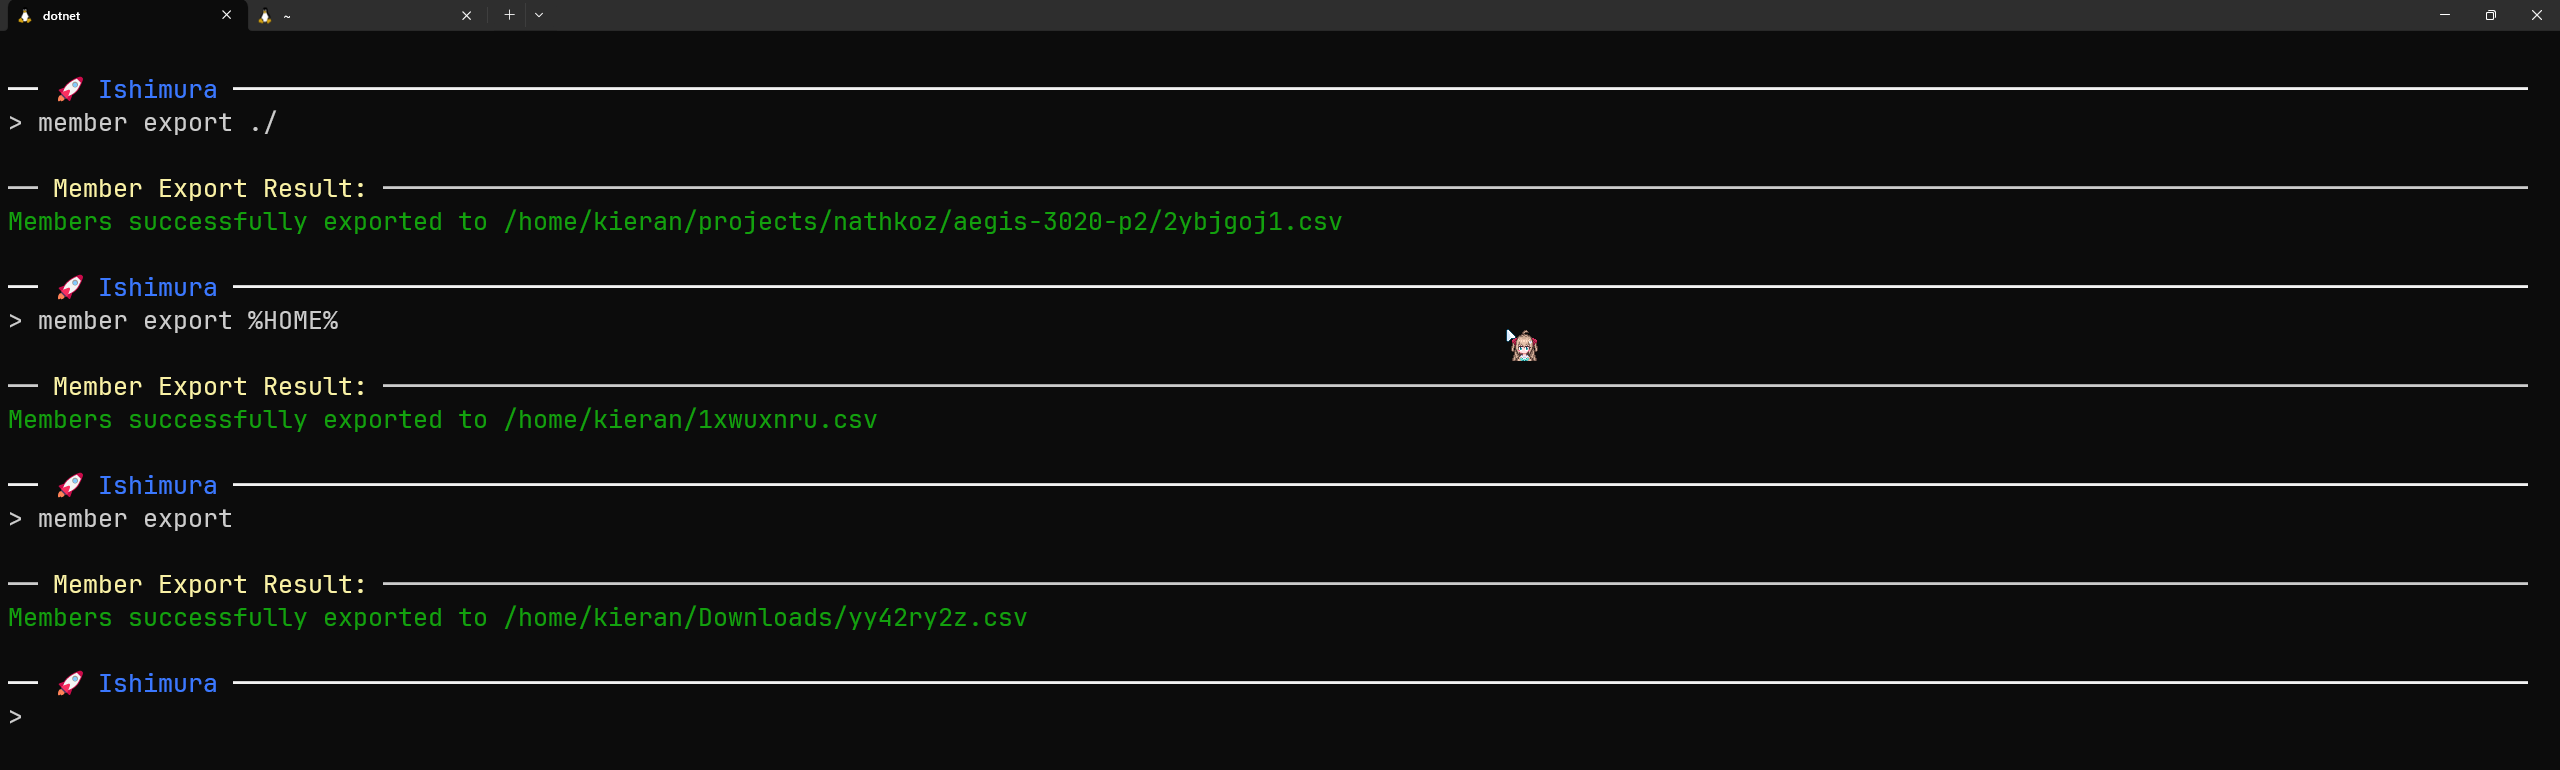 dotnet
~
🚀 Ishimura
> member export ./
Member Export Result:
Members successfully exported to /home/kieran/projects/nathkoz/aegis-3020-p2/2ybjgoj1.csv
🚀 Ishimura
> member export %HOME%
Member Export Result:
Members successfully exported to /home/kieran/1xwuxnru.csv
🚀 Ishimura
> member export
Member Export Result:
Members successfully exported to /home/kieran/Downloads/yy42ry2z.csv
🚀 Ishimura
>